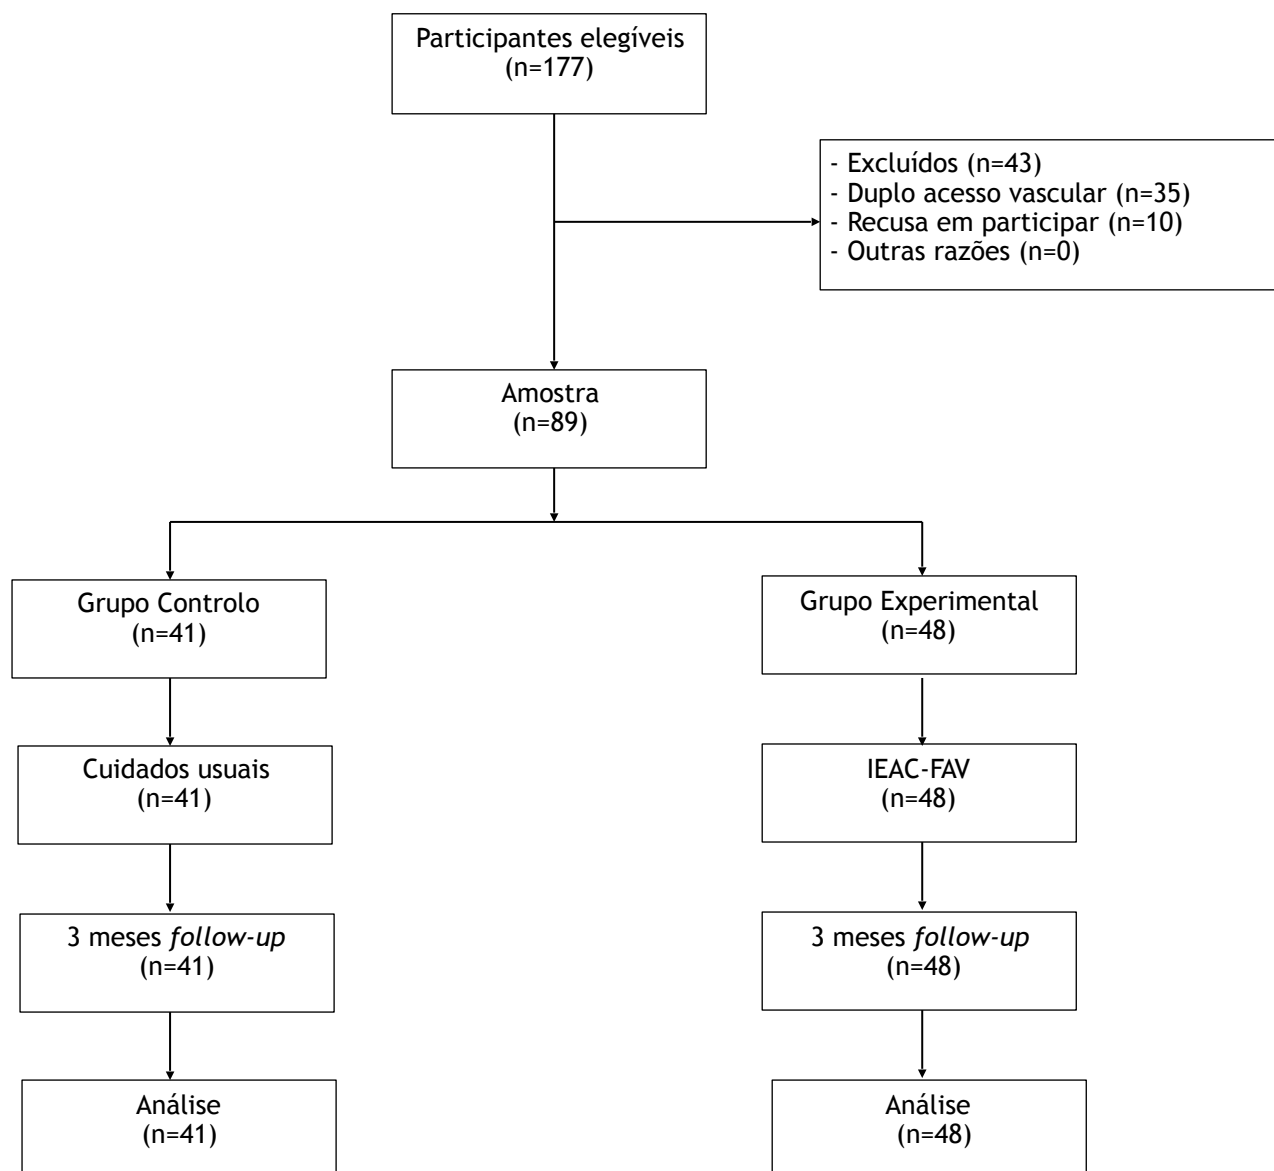 Participantes elegíveis
(n=177)
- Excluídos (n=43)
- Duplo acesso vascular (n=35)
- Recusa em participar (n=10)
- Outras razões (n=0)
Amostra
(n=89)
Grupo Controlo
(n=41)
Grupo Experimental
(n=48)
Cuidados usuais
(n=41)
IEAC-FAV
(n=48)
3 meses follow-up
(n=41)
3 meses follow-up
(n=48)
Análise
(n=41)
Análise
(n=48)